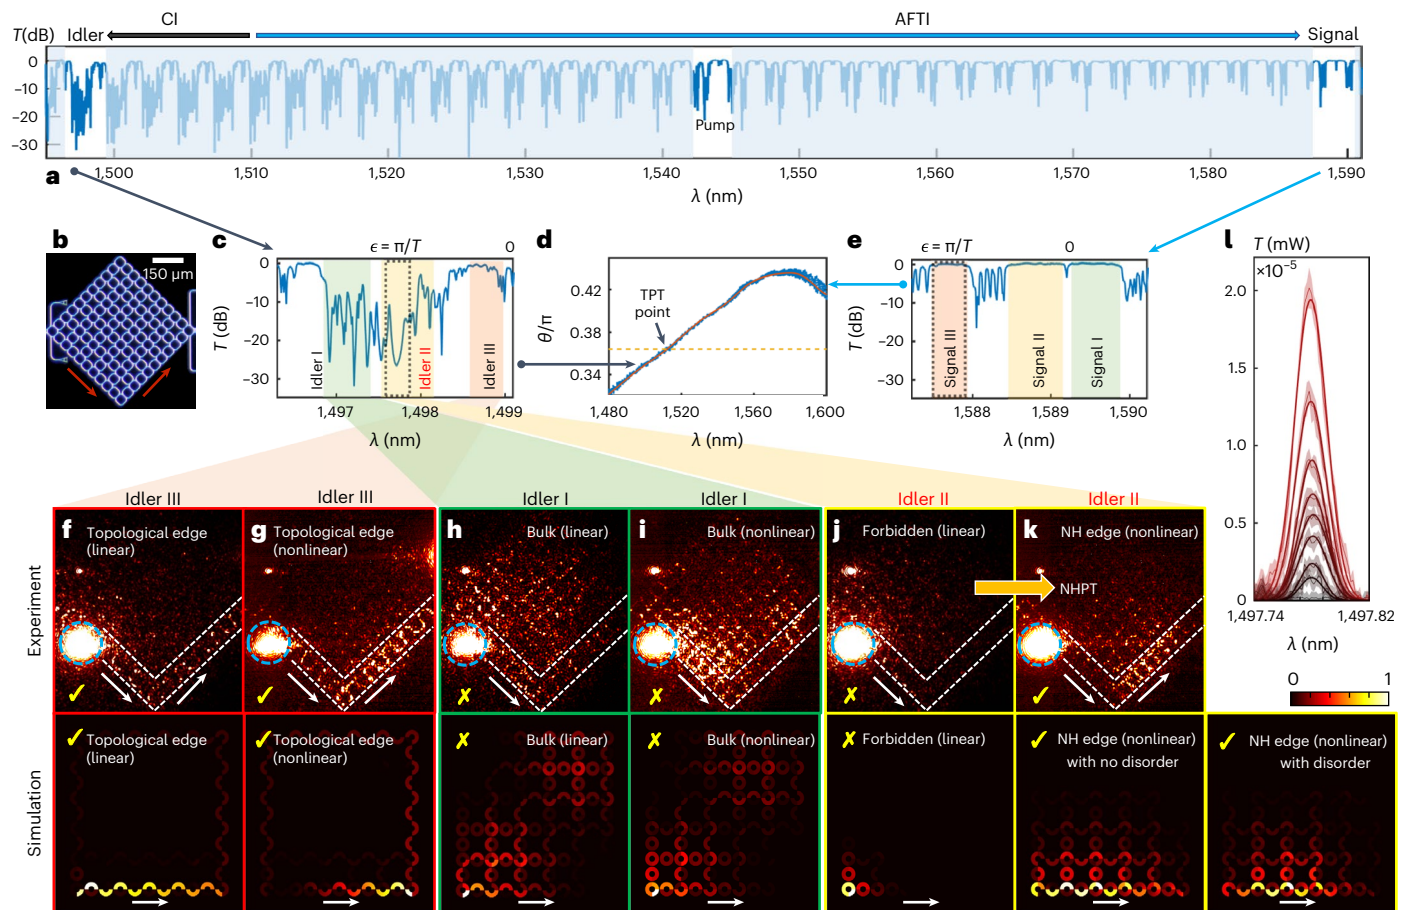 CI
AFTI
T(dB)
Idler
Signal
0
−10
−20
−30
Pump
1,500
1,510
1,520
1,530
1,540
1,550
1,560
1,570
1,580
1,590
λ (nm)
a
b
150 µm
c
ϵ = π/T
0
T (dB)
0
−10
−20
−30
Idler I
Idler II
Idler III
1,497
1,498
1,499
λ (nm)
d
θ/π
0.42
0.38
0.34
TPT
point
1,480
1,520
1,560
1,600
λ (nm)
e
ϵ = π/T
0
T (dB)
0
−10
−20
−30
Signal III
Signal II
Signal I
1,588
1,589
1,590
λ (nm)
l
T (mW)
×10⁻⁵
2.0
1.5
1.0
0.5
0
1,497.74
1,497.82
λ (nm)
0
1
Idler III
Idler III
Idler I
Idler I
Idler II
Idler II
Experiment
f
Topological edge
(linear)
✓
g
Topological edge
(nonlinear)
✓
h
Bulk (linear)
✗
i
Bulk (nonlinear)
✗
j
Forbidden (linear)
✗
k
NH edge (nonlinear)
NHPT
✓
Simulation
✓ Topological edge
(linear)
✓ Topological edge
(nonlinear)
✗ Bulk (linear)
✗ Bulk (nonlinear)
✗ Forbidden (linear)
✓ NH edge (nonlinear)
with no disorder
✓ NH edge (nonlinear)
with disorder